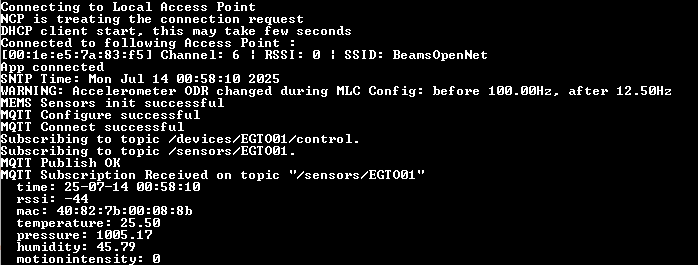 Connecting to Local Access Point
NCP is treating the connection request
DHCP client start, this may take few seconds
Connected to following Access Point :
[00:1e:e5:7a:83:f5] Channel: 6 | RSSI: 0 | SSID: BeamsOpenNet
App connected
SNTP Time: Mon Jul 14 00:58:10 2025
WARNING: Accelerometer ODR changed during MLC Config: before 100.00Hz, after 12.50Hz
MEMS Sensors init successful
MQTT Configure successful
MQTT Connect successful
Subscribing to topic /devices/EGTO01/control.
Subscribing to topic /sensors/EGTO01.
MQTT Publish OK
MQTT Subscription Received on topic "/sensors/EGTO01"
  time: 25-07-14 00:58:10
  rssi: -44
  mac: 40:82:7b:00:08:8b
  temperature: 25.50
  pressure: 1005.17
  humidity: 45.79
  motionintensity: 0